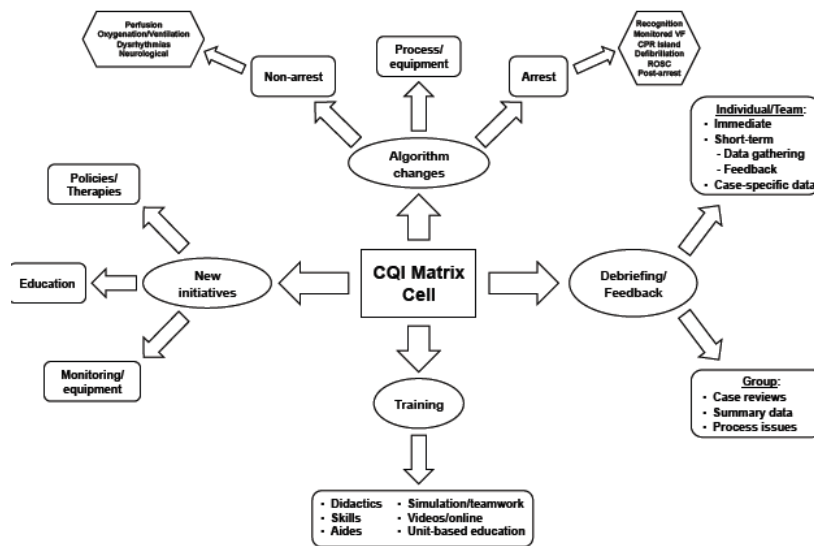 Perfusion
Oxygenation/Ventilation
Dysrhythmias
Neurological
Non-arrest
Process/
equipment
Arrest
Recognition
Monitored VF
CPR Island
Defibrillation
ROSC
Post-arrest
Algorithm
changes
Individual/Team:
· Immediate
· Short-term
- Data gathering
- Feedback
· Case-specific data
Policies/
Therapies
Education
Monitoring/
equipment
New
initiatives
CQI Matrix
Cell
Debriefing/
Feedback
Group:
· Case reviews
· Summary data
· Process issues
Training
· Didactics · Simulation/teamwork
· Skills · Videos/online
· Aides · Unit-based education